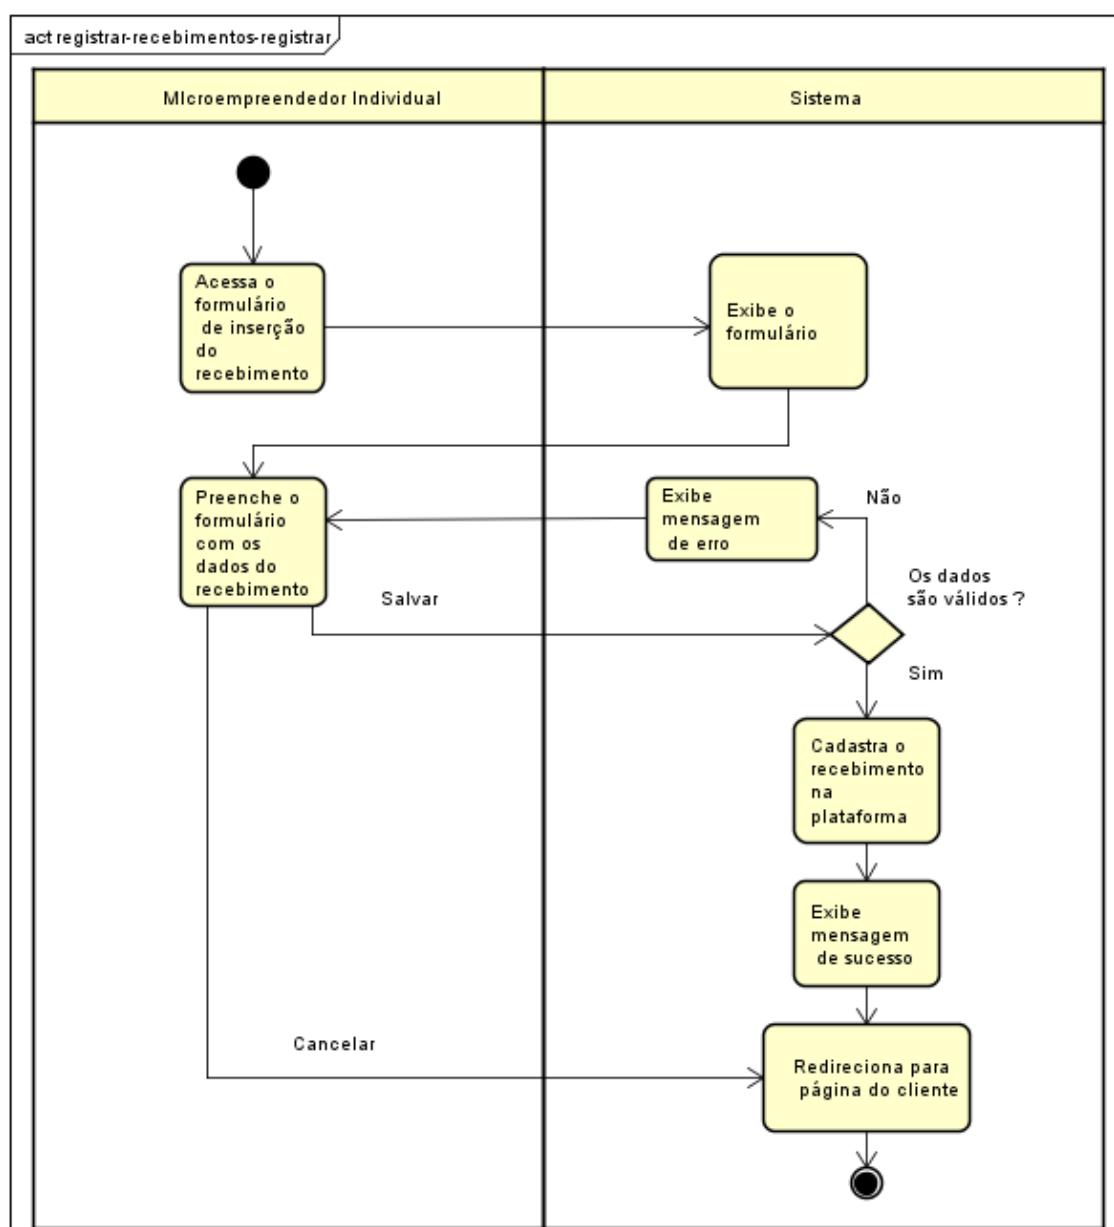 act registrar-recebimentos-registrar
MIcroempreendedor Individual
Sistema
Acessa o
formulário
de inserção
do
recebimento
Exibe o
formulário
Preenche o
formulário
com os
dados do
recebimento
Exibe
mensagem
de erro
Não
Os dados
são válidos ?
Salvar
Sim
Cadastra o
recebimento
na
plataforma
Exibe
mensagem
de sucesso
Cancelar
Redireciona para
página do cliente